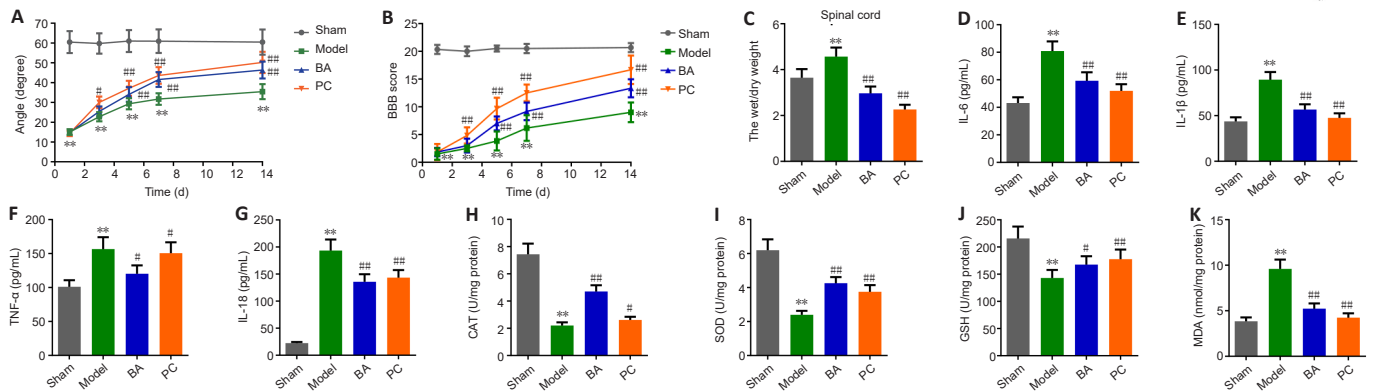 A
Angle (degree)
80
70
60
50
40
30
20
10
0
0 2 4 6 8 10 12 14
Time (d)
Sham
Model
BA
PC
**
#
**
##
##
**
##
##
**
##
##
**
B
BBB score
25
20
15
10
5
0
0 2 4 6 8 10 12 14
Time (d)
Sham
Model
BA
PC
**
##
**
##
##
**
##
##
**
##
##
**
C
Spinal cord
The wet/dry weight
6
4
2
0
**
##
##
Sham Model BA PC
D
IL-6 (pg/mL)
100
80
60
40
20
0
**
##
##
Sham Model BA PC
E
IL-1β (pg/mL)
150
100
50
0
**
##
##
Sham Model BA PC
F
TNF-α (pg/mL)
200
150
100
50
0
**
#
#
Sham Model BA PC
G
IL-18 (pg/mL)
250
200
150
100
50
0
**
##
##
Sham Model BA PC
H
CAT (U/mg protein)
10
8
6
4
2
0
**
##
#
Sham Model BA PC
I
SOD (U/mg protein)
8
6
4
2
0
**
##
##
Sham Model BA PC
J
GSH (U/mg protein)
250
200
150
100
50
0
**
#
##
Sham Model BA PC
K
MDA (nmol/mg protein)
15
10
5
0
**
##
##
Sham Model BA PC